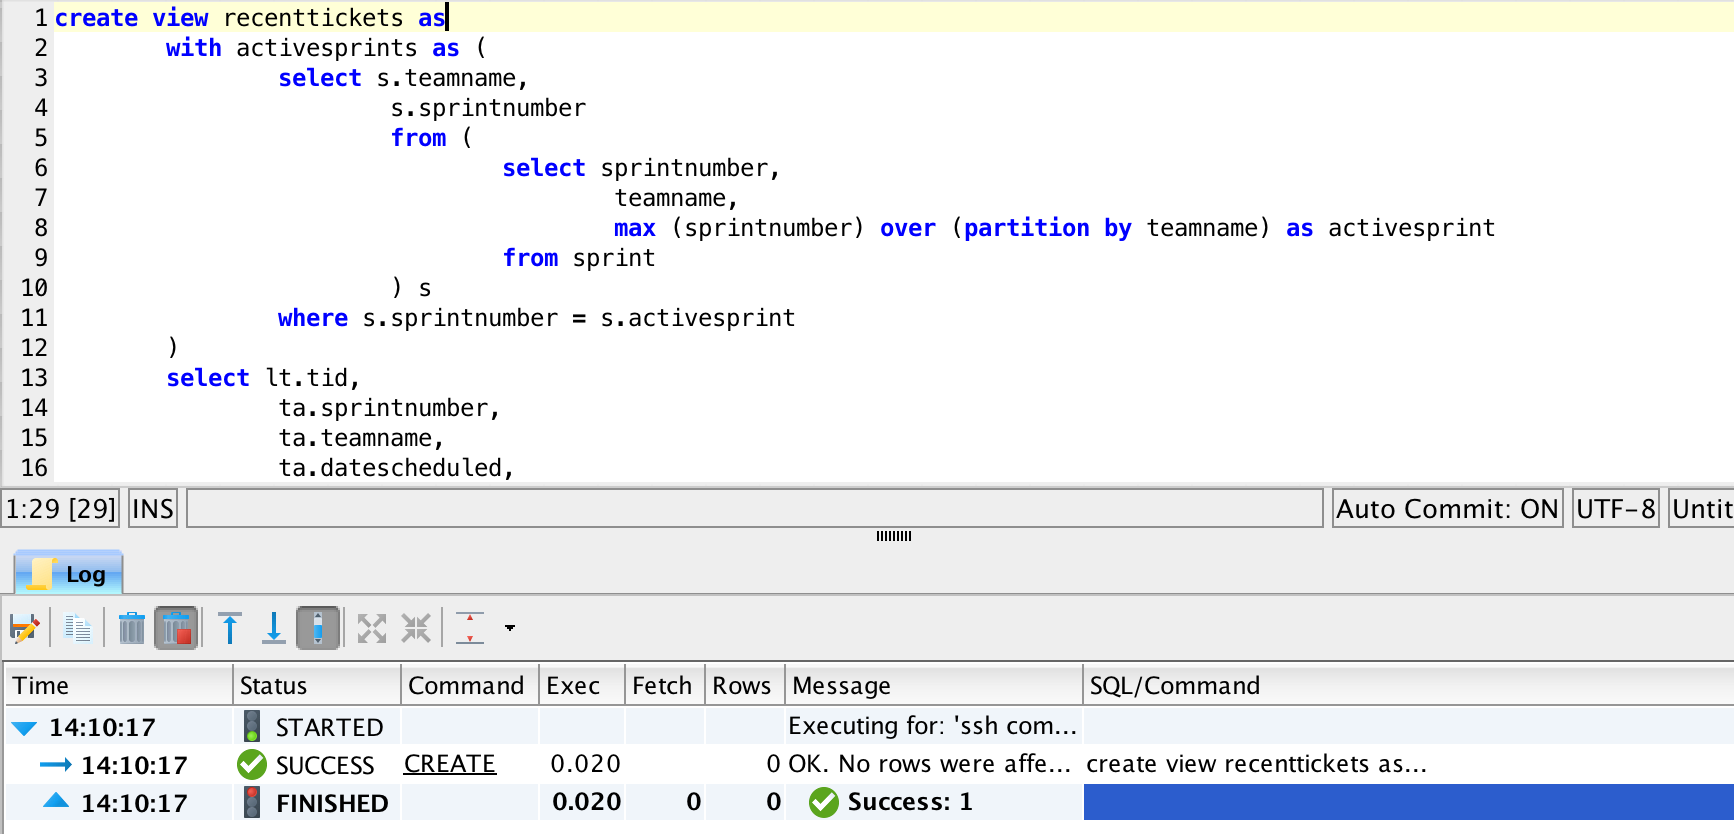 1 create view recenttickets as
2 with activesprints as (
3 select s.teamname,
4 s.sprintnumber
5 from (
6 select sprintnumber,
7 teamname,
8 max (sprintnumber) over (partition by teamname) as activesprint
9 from sprint
10 ) s
11 where s.sprintnumber = s.activesprint
12 )
13 select lt.tid,
14 ta.sprintnumber,
15 ta.teamname,
16 ta.datescheduled,
1:29 [29] INS Auto Commit: ON UTF-8 Untit
Log
Time Status Command Exec Fetch Rows Message SQL/Command
14:10:17 STARTED Executing for: 'ssh com...
14:10:17 SUCCESS CREATE 0.020 0 OK. No rows were affe... create view recenttickets as...
14:10:17 FINISHED 0.020 0 0 Success: 1